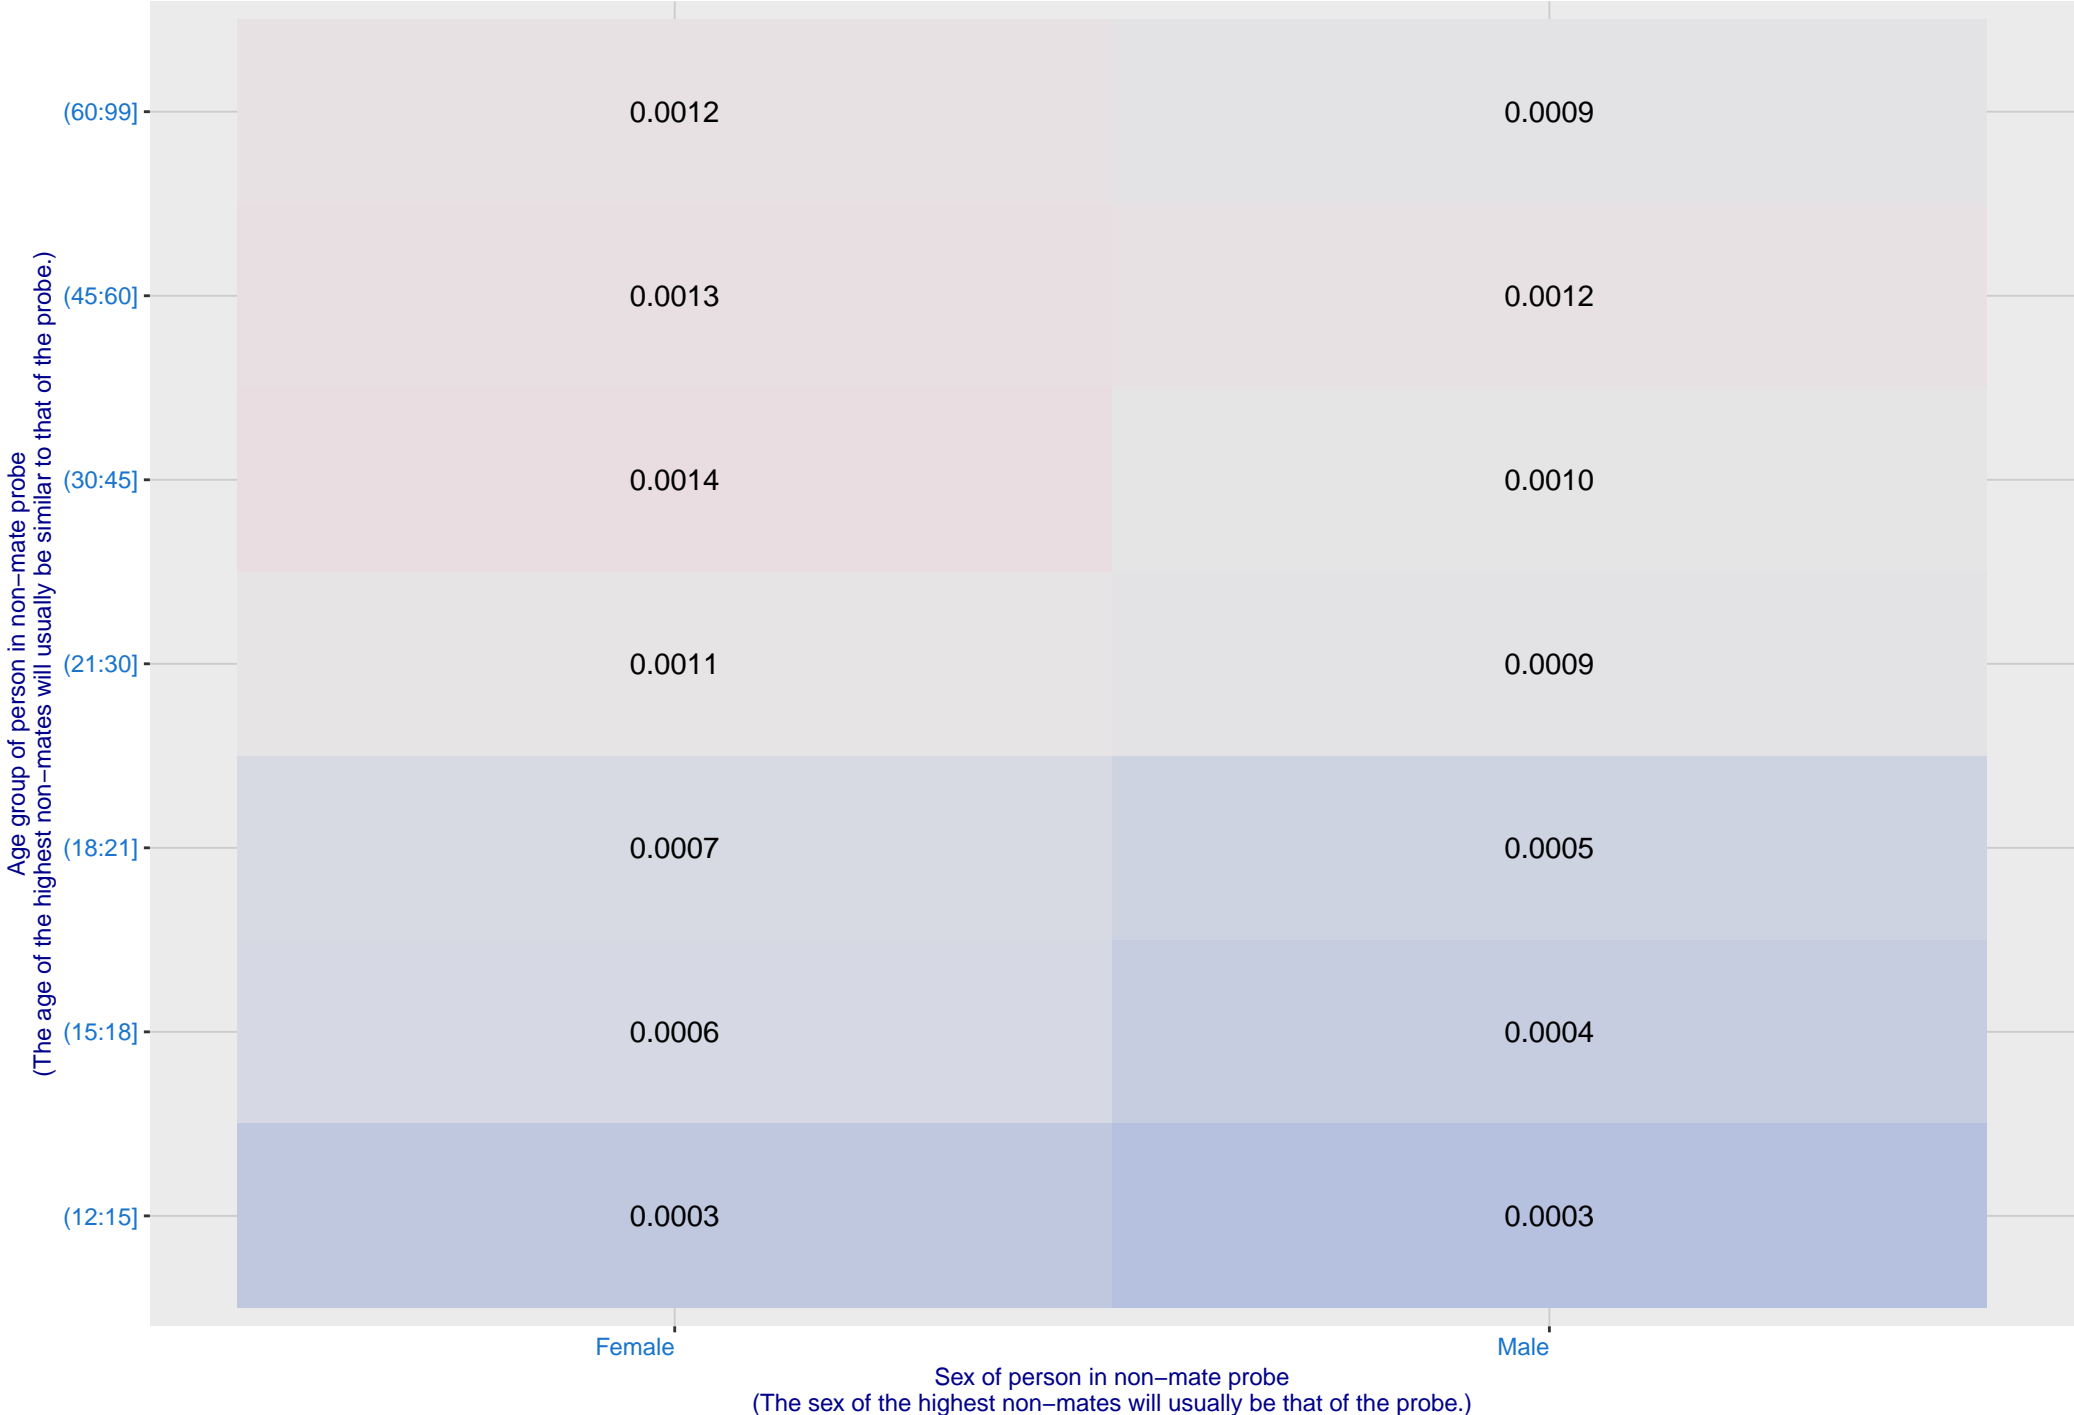 Age group of person in non−mate probe
(The age of the highest non−mates will usually be similar to that of the probe.)
(60:99] 0.0012 0.0009
(45:60] 0.0013 0.0012
(30:45] 0.0014 0.0010
(21:30] 0.0011 0.0009
(18:21] 0.0007 0.0005
(15:18] 0.0006 0.0004
(12:15] 0.0003 0.0003
Female Male
Sex of person in non−mate probe
(The sex of the highest non−mates will usually be that of the probe.)